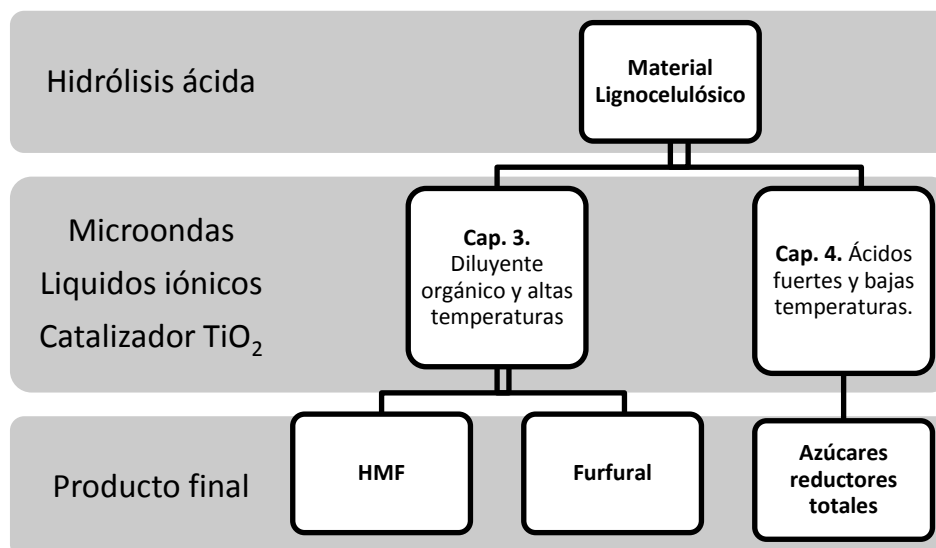 Hidrólisis ácida
Material
Lignocelulósico
Microondas
Liquidos iónicos
Catalizador TiO₂
Cap. 3.
Diluyente
orgánico y altas
temperaturas
Cap. 4. Ácidos
fuertes y bajas
temperaturas.
Producto final
HMF
Furfural
Azúcares
reductores
totales